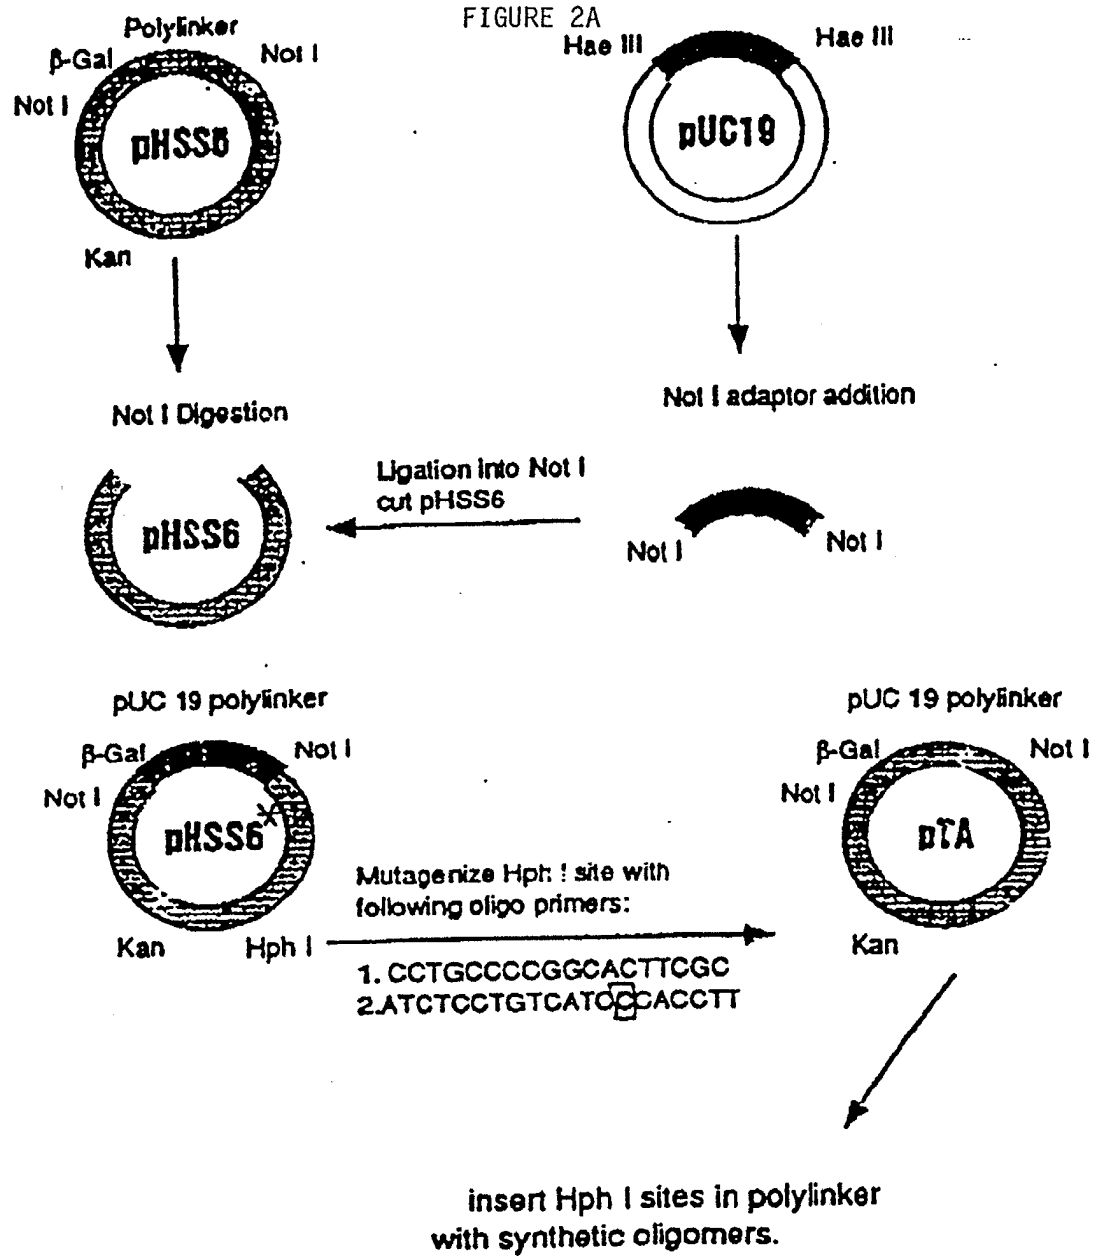 FIGURE 2A
Polylinker
β-Gal
Not I
Not I
pHSS6
Kan
Hae III
Hae III
pUC19
Not I Digestion
Not I adaptor addition
pHSS6
Ligation into Not I
cut pHSS6
Not I
Not I
pUC 19 polylinker
β-Gal
Not I
Not I
pHSS6*
Kan
Hph I
Mutagenize Hph I site with
following oligo primers:
1. CCTGCCCCGGCACTTCGC
2.ATCTCCTGTCATCCCACCTT
pUC 19 polylinker
β-Gal
Not I
Not I
pTA
Kan
insert Hph I sites in polylinker
with synthetic oligomers.